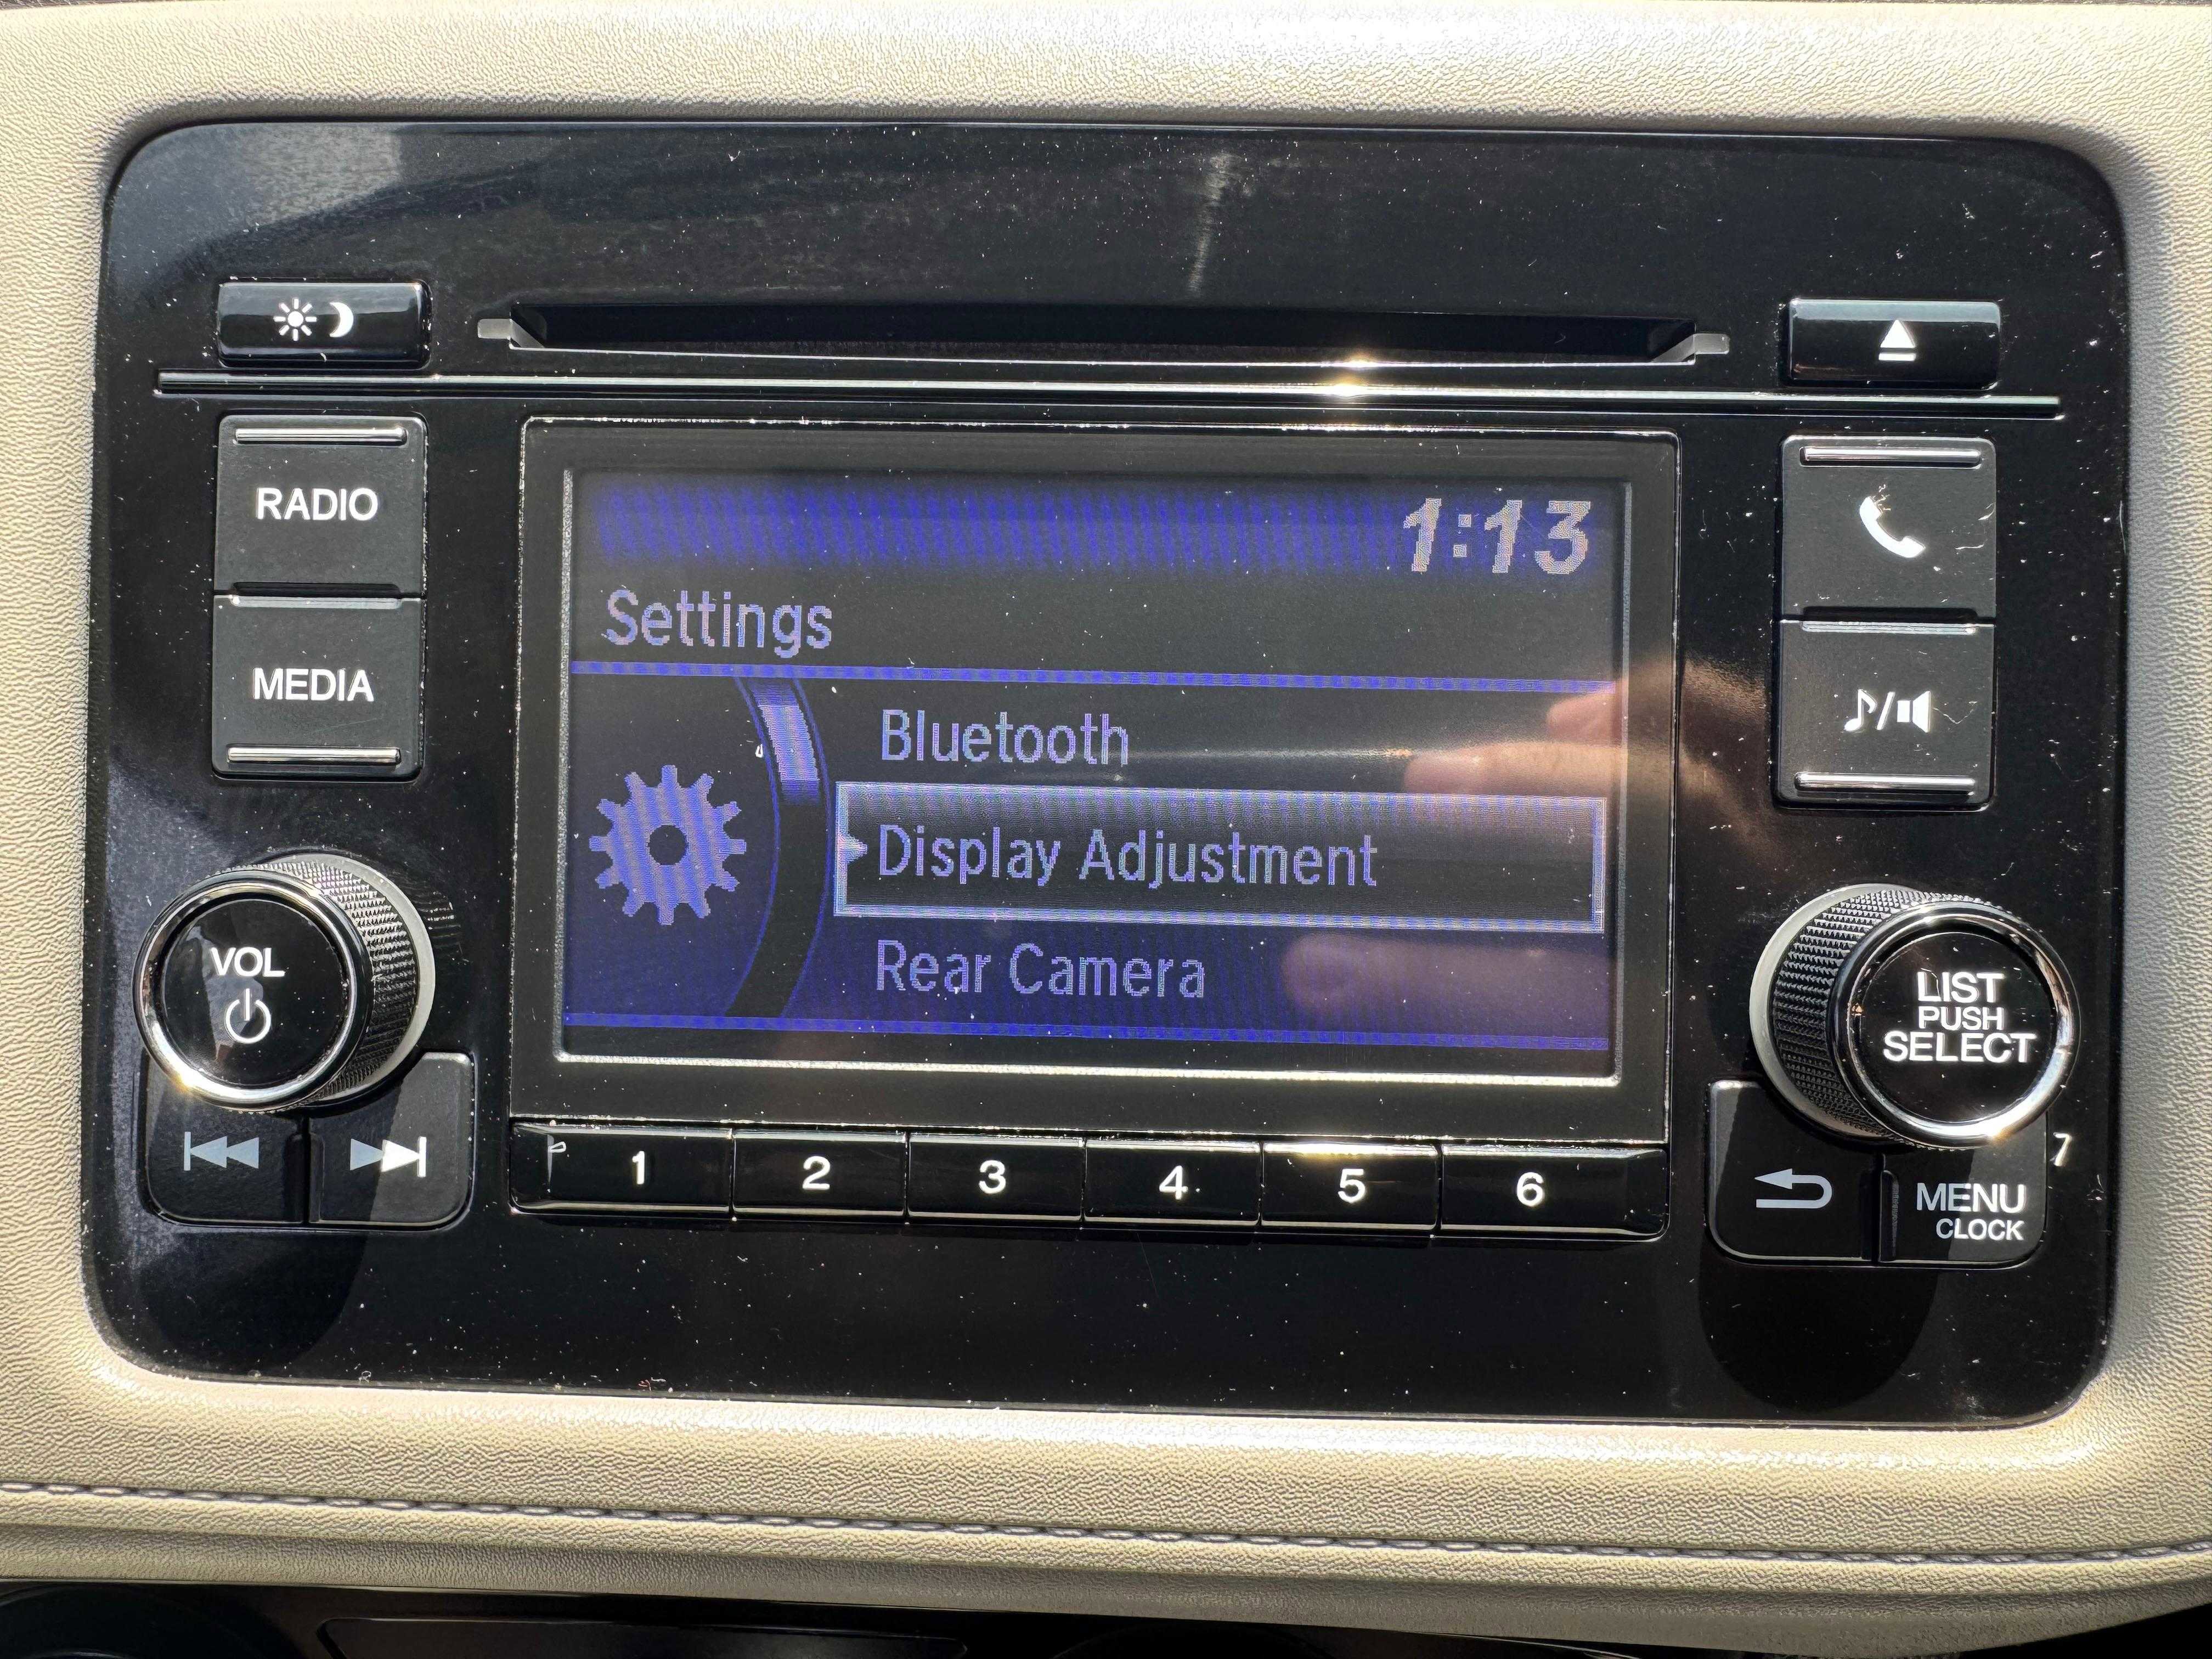 RADIO
MEDIA
VOL
1:13
Settings
Bluetooth
Display Adjustment
Rear Camera
1 2 3 4 5 6
LIST
PUSH
SELECT
MENU
CLOCK